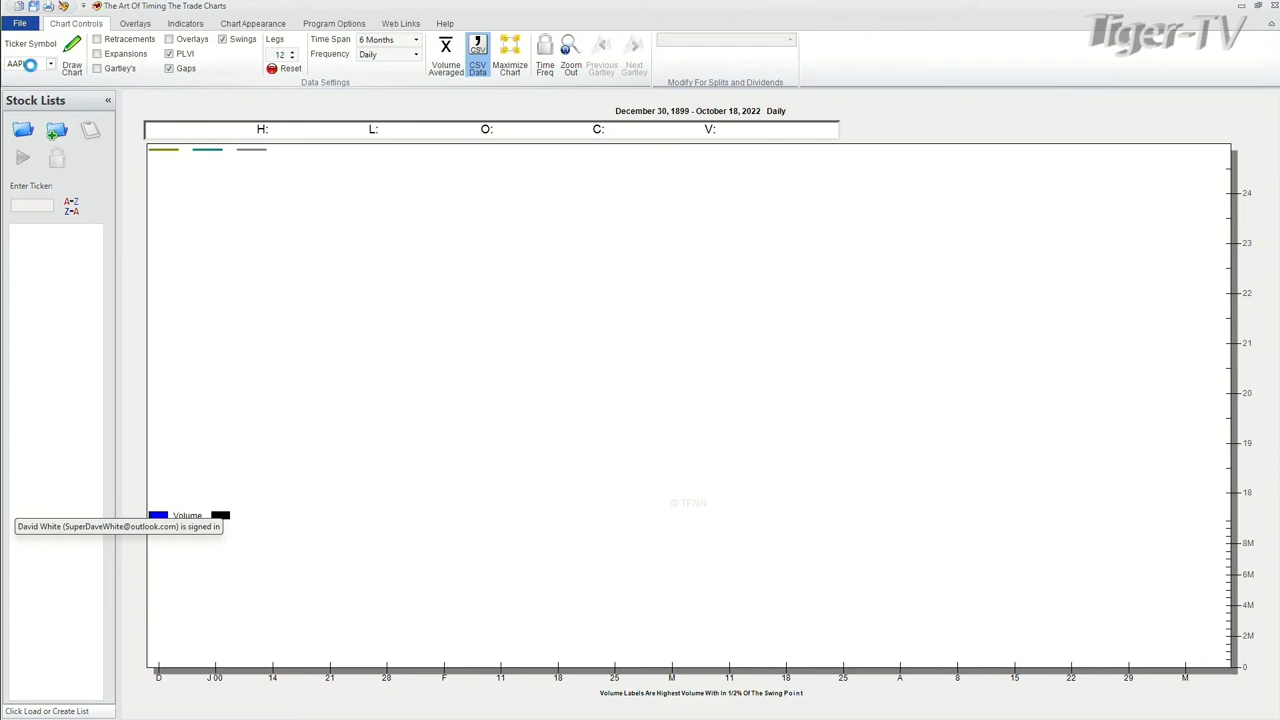 The Art Of Timing The Trade Charts
File Chart Controls Overlays Indicators Chart Appearance Program Options Web Links Help
Tiger-TV
Ticker Symbol
Draw Chart
Retracements Overlays Swings
Expansions PLVI
Gartley's Gaps
Legs
12
Reset
Time Span 6 Months
Frequency Daily
Data Settings
Volume Averaged
CSV
CSV Data
Maximize Chart
Time Freq
Zoom Out
Previous Gartley
Next Gartley
Modify For Splits and Dividends
Stock Lists «
Enter Ticker:
A-Z
Z-A
December 30, 1899 - October 18, 2022 Daily
H: L: O: C: V:
24
23
22
21
20
19
18
8M
6M
4M
2M
0
© TFNN
Volume
David White (SuperDaveWhite@outlook.com) is signed in
D J 00 14 21 28 F 11 18 25 M 11 18 25 A 8 15 22 29 M
Volume Labels Are Highest Volume With In 1/2% Of The Swing Point
Click Load or Create List